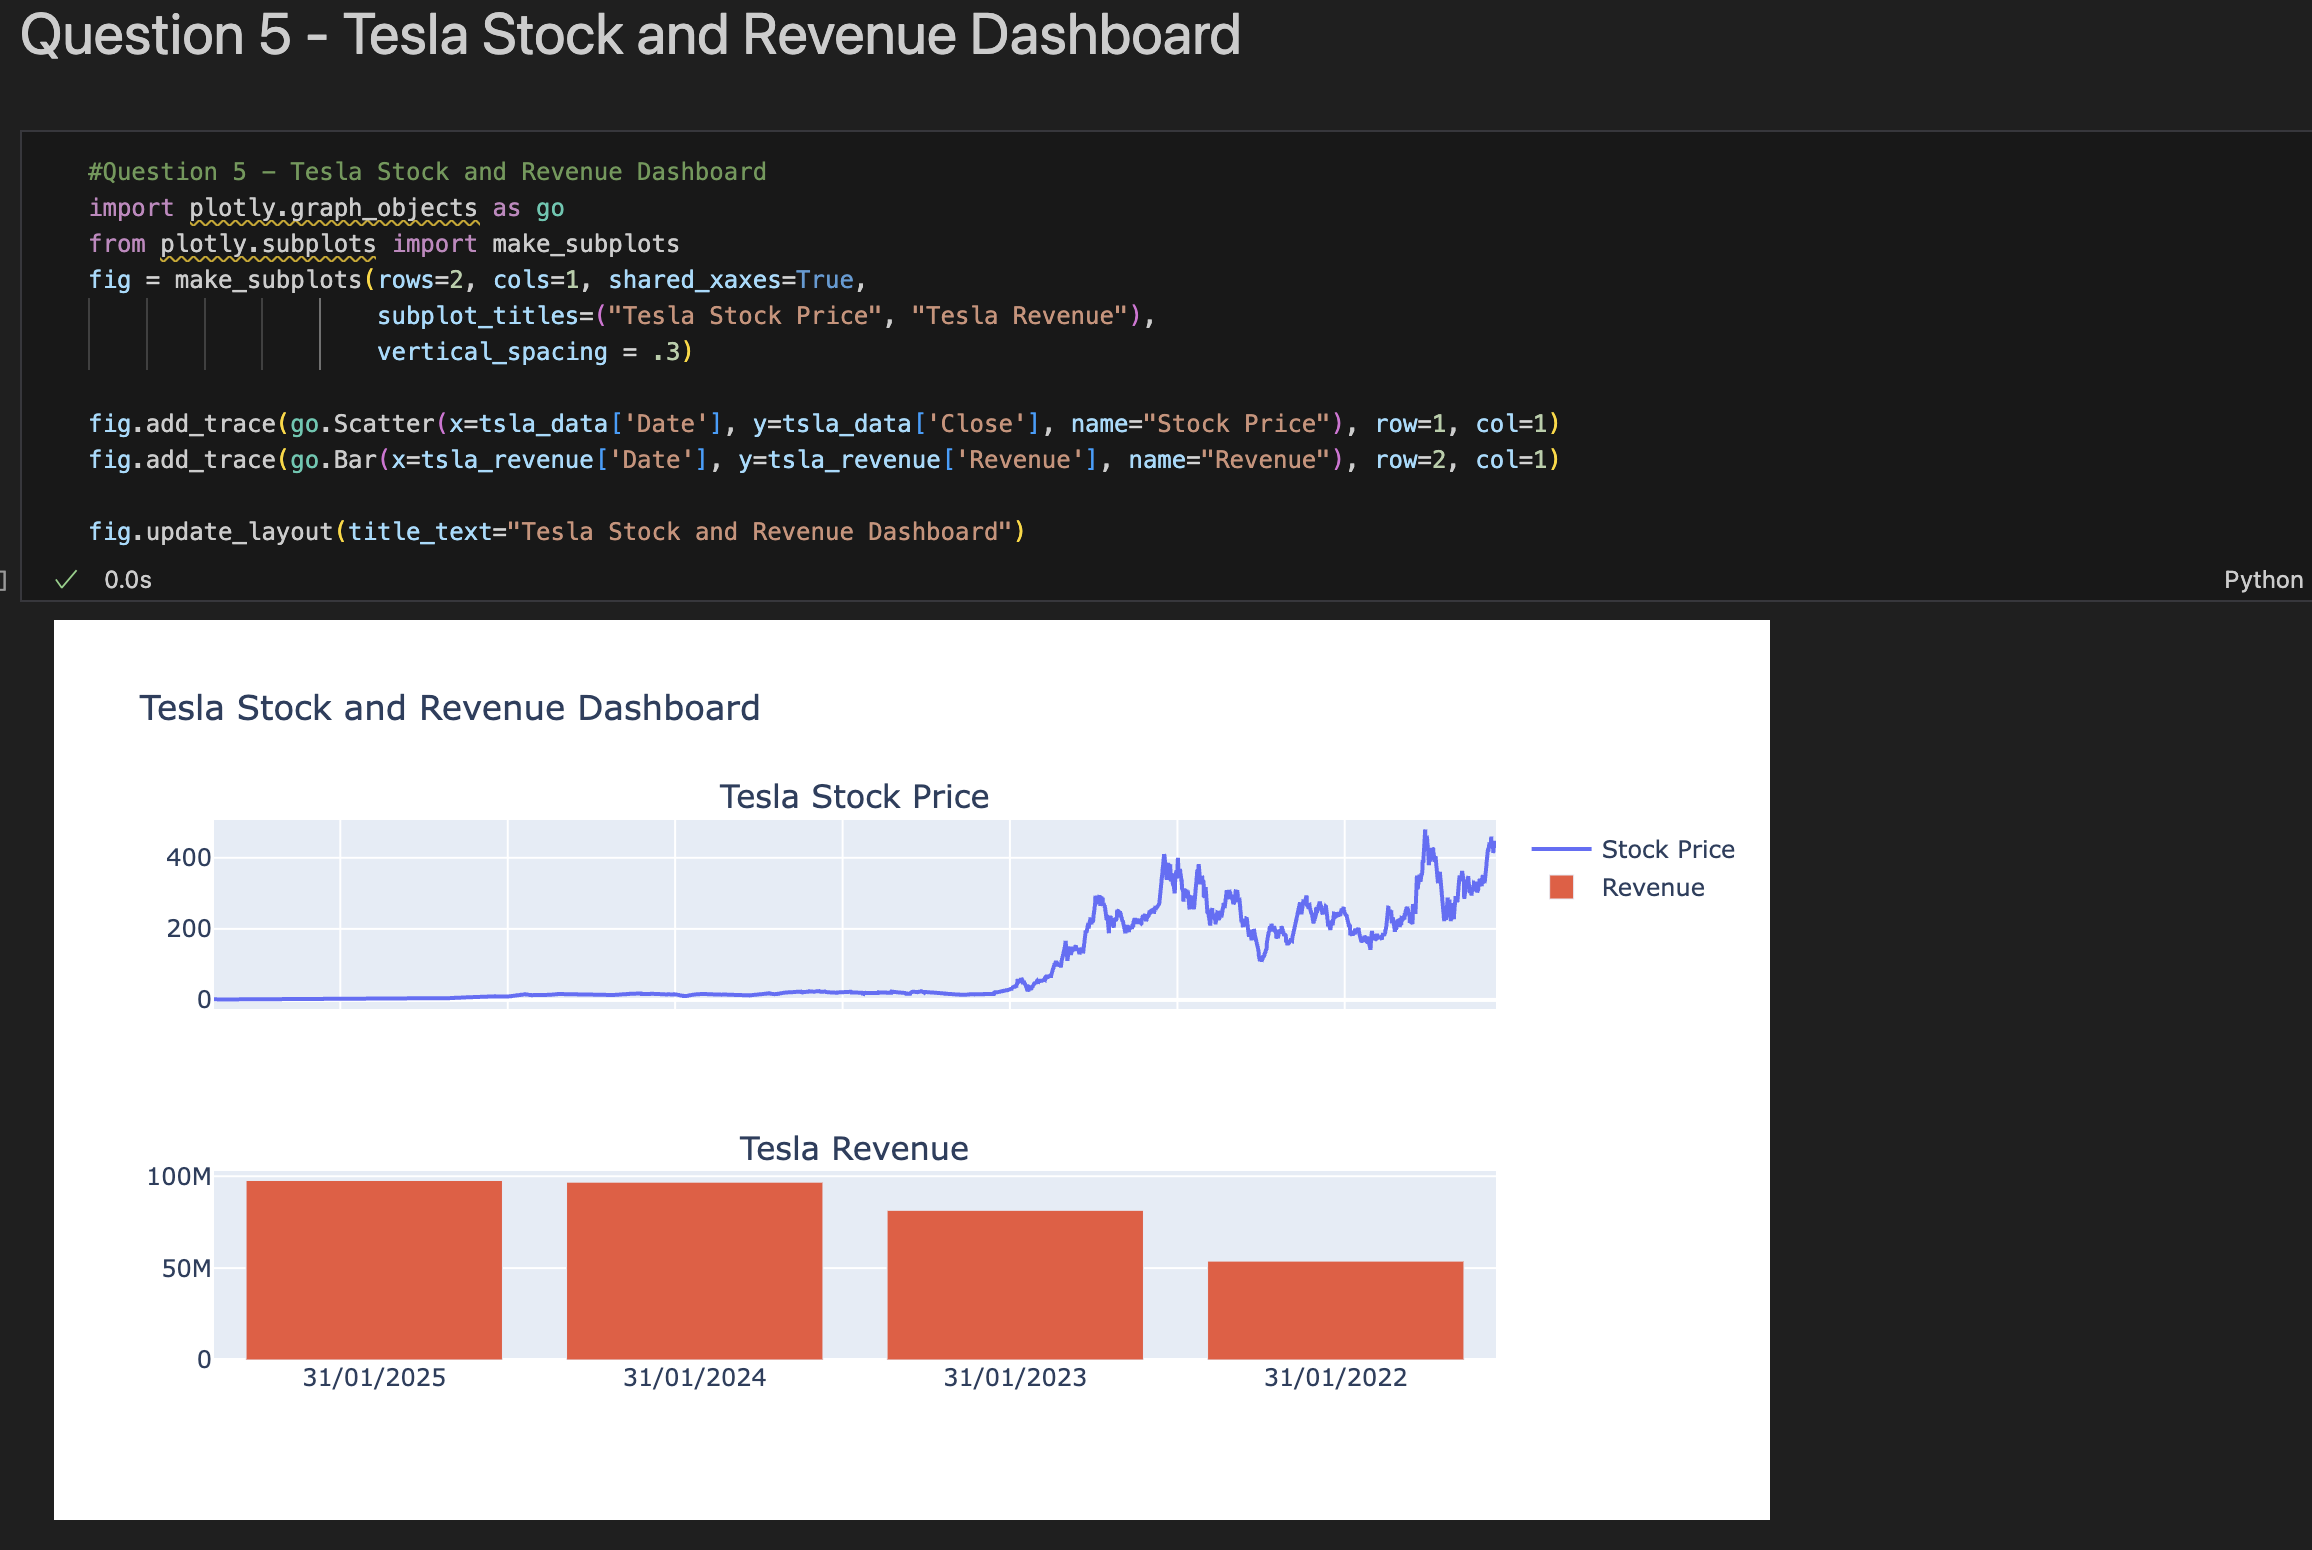 Question 5 - Tesla Stock and Revenue Dashboard
#Question 5 – Tesla Stock and Revenue Dashboard
import plotly.graph_objects as go
from plotly.subplots import make_subplots
fig = make_subplots(rows=2, cols=1, shared_xaxes=True,
subplot_titles=("Tesla Stock Price", "Tesla Revenue"),
vertical_spacing = .3)
fig.add_trace(go.Scatter(x=tsla_data['Date'], y=tsla_data['Close'], name="Stock Price"), row=1, col=1)
fig.add_trace(go.Bar(x=tsla_revenue['Date'], y=tsla_revenue['Revenue'], name="Revenue"), row=2, col=1)
fig.update_layout(title_text="Tesla Stock and Revenue Dashboard")
] ✓ 0.0s Python
Tesla Stock and Revenue Dashboard
Tesla Stock Price
400
200
0
Stock Price
Revenue
Tesla Revenue
100M
50M
0
31/01/2025 31/01/2024 31/01/2023 31/01/2022